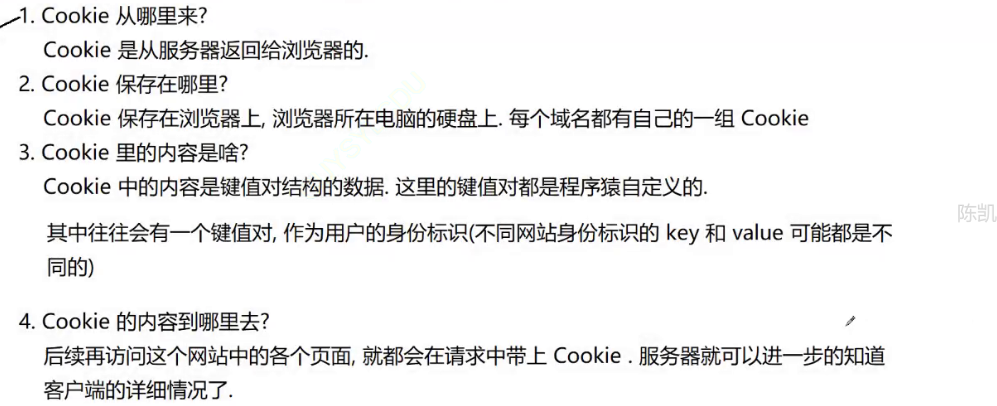 1. Cookie 从哪里来?
Cookie 是从服务器返回给浏览器的.
2. Cookie 保存在哪里?
Cookie 保存在浏览器上, 浏览器所在电脑的硬盘上. 每个域名都有自己的一组 Cookie
3. Cookie 里的内容是啥?
Cookie 中的内容是键值对结构的数据. 这里的键值对都是程序猿自定义的.
陈凯
其中往往会有一个键值对, 作为用户的身份标识(不同网站身份标识的 key 和 value 可能都是不
同的)
4. Cookie 的内容到哪里去?
后续再访问这个网站中的各个页面, 就都会在请求中带上 Cookie . 服务器就可以进一步的知道
客户端的详细情况了.